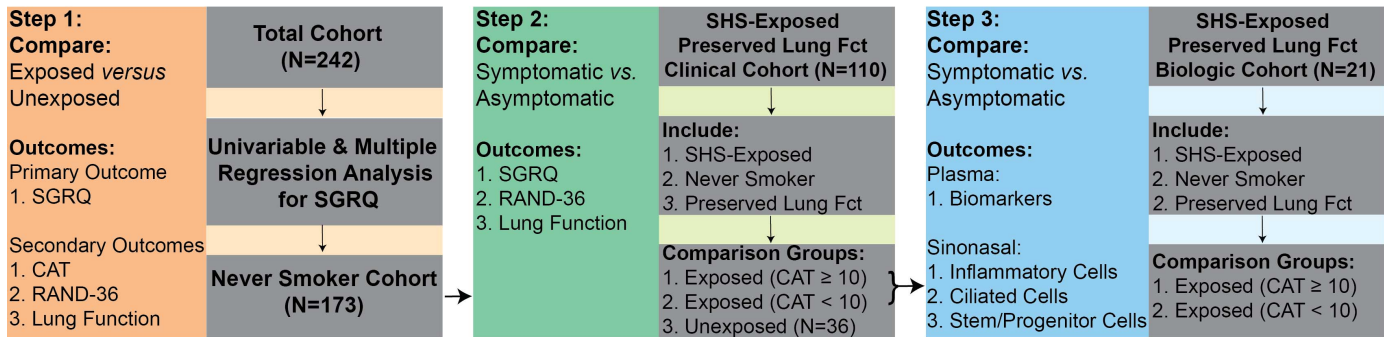 Step 1:
Compare:
Exposed versus
Unexposed
Outcomes:
Primary Outcome
1. SGRQ
Secondary Outcomes
1. CAT
2. RAND-36
3. Lung Function
Total Cohort
(N=242)
Univariable & Multiple
Regression Analysis
for SGRQ
Never Smoker Cohort
(N=173)
Step 2:
Compare:
Symptomatic vs.
Asymptomatic
Outcomes:
1. SGRQ
2. RAND-36
3. Lung Function
SHS-Exposed
Preserved Lung Fct
Clinical Cohort (N=110)
Include:
1. SHS-Exposed
2. Never Smoker
3. Preserved Lung Fct
Comparison Groups:
1. Exposed (CAT ≥ 10)
2. Exposed (CAT < 10)
3. Unexposed (N=36)
}
Step 3:
Compare:
Symptomatic vs.
Asymptomatic
Outcomes:
Plasma:
1. Biomarkers
Sinonasal:
1. Inflammatory Cells
2. Ciliated Cells
3. Stem/Progenitor Cells
SHS-Exposed
Preserved Lung Fct
Biologic Cohort (N=21)
Include:
1. SHS-Exposed
2. Never Smoker
2. Preserved Lung Fct
Comparison Groups:
1. Exposed (CAT ≥ 10)
2. Exposed (CAT < 10)